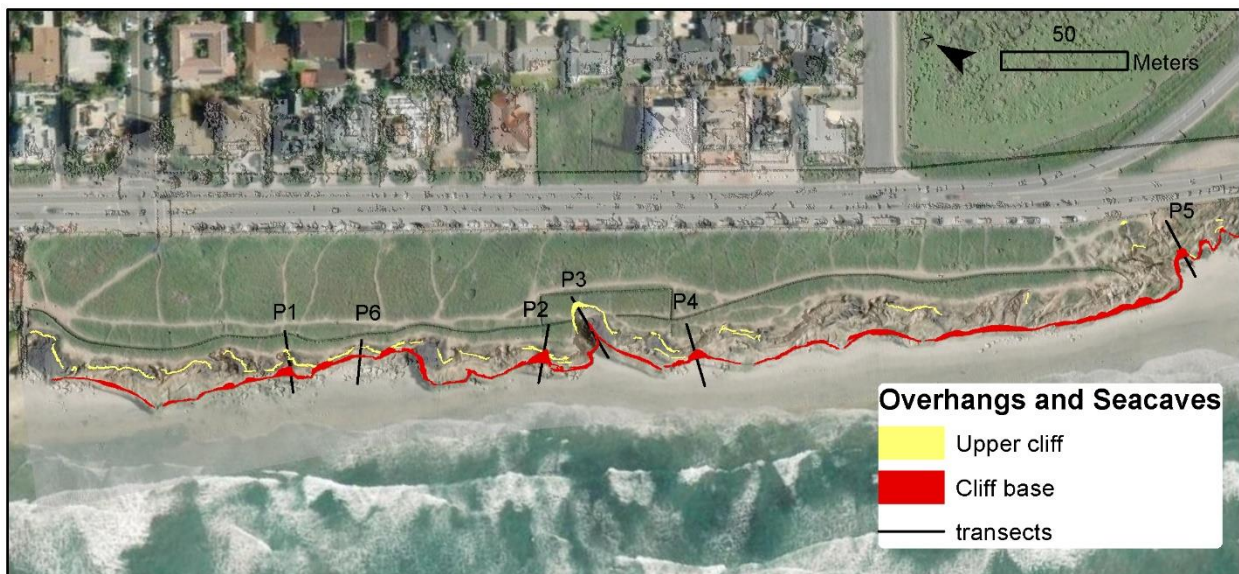 N
50
Meters
P5
P3
P1
P6
P2
P4
Overhangs and Seacaves
Upper cliff
Cliff base
transects